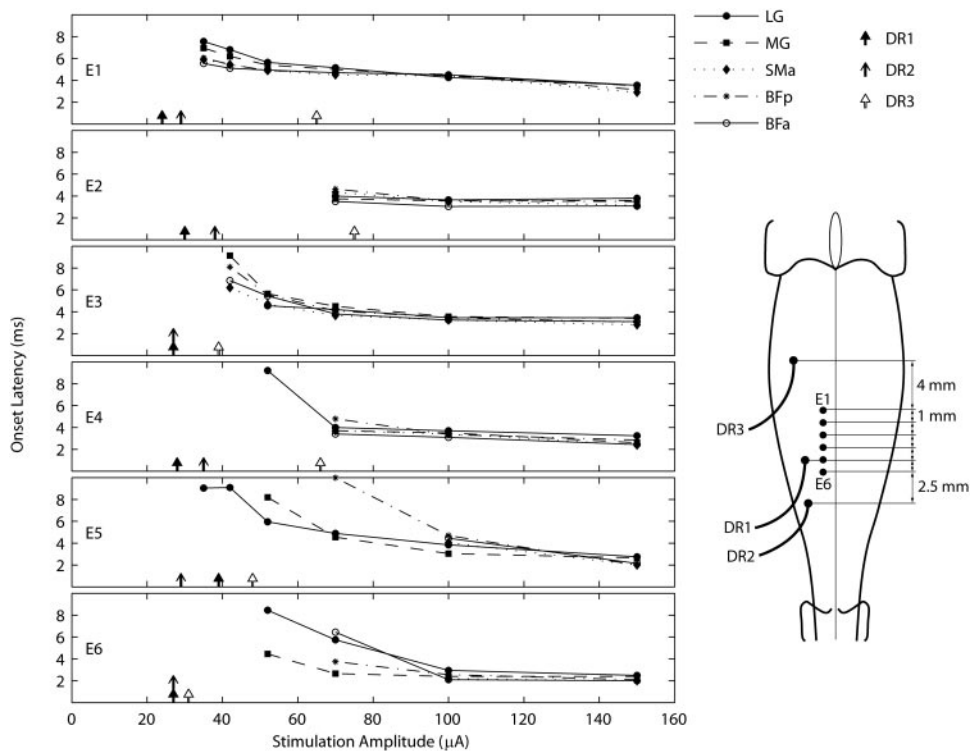 8
6
4
2
E1
8
6
4
2
E2
8
6
4
2
E3
8
6
4
2
E4
8
6
4
2
E5
8
6
4
2
E6
0 20 40 60 80 100 120 140 160
Stimulation Amplitude (μA)
Onset Latency (ms)
LG
MG
SMa
BFp
BFa
DR1
DR2
DR3
4 mm
E1
1 mm
DR3
E6
2.5 mm
DR1
DR2